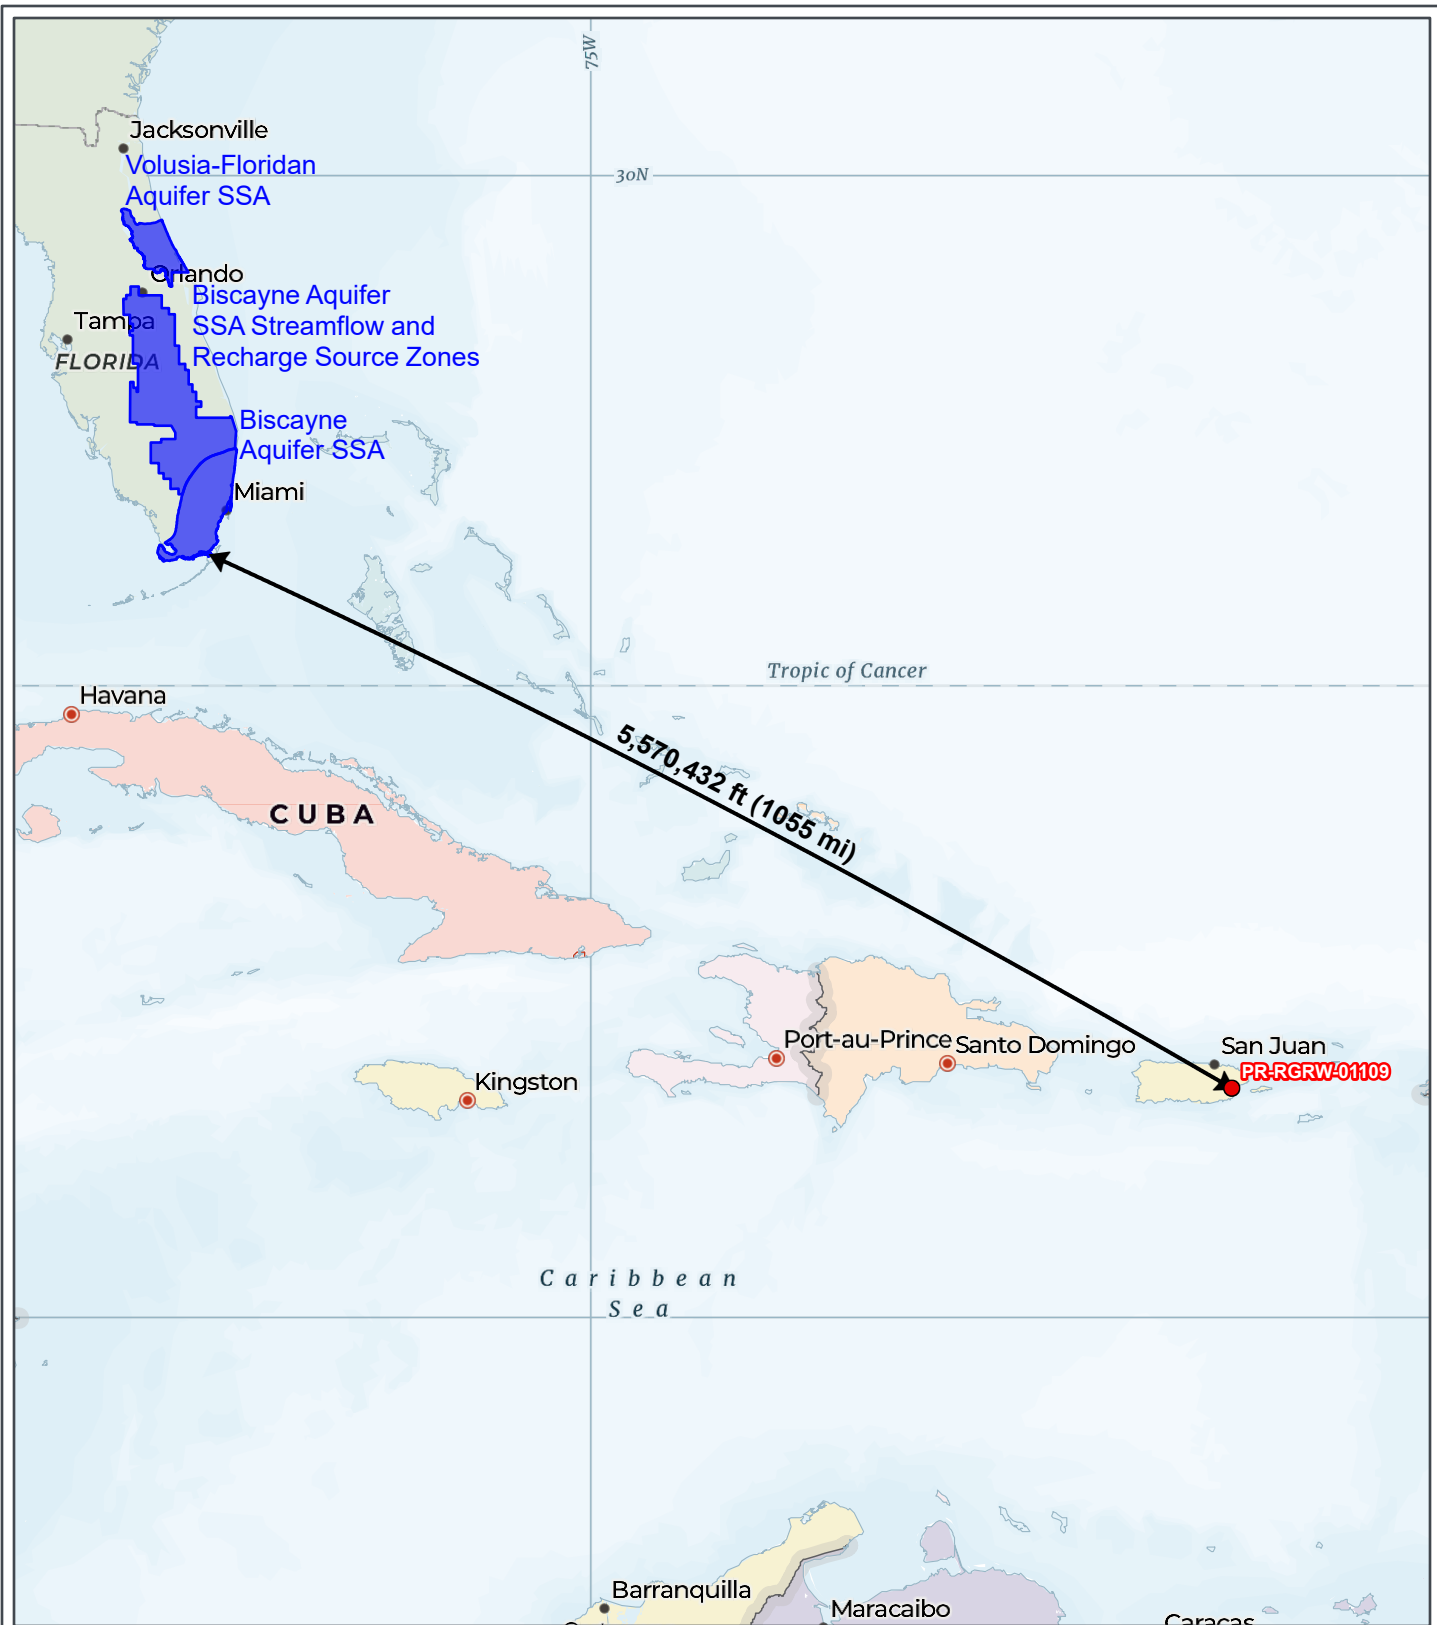 75W
Jacksonville
Volusia-Floridan
Aquifer SSA
30N
Orlando
Biscayne Aquifer
SSA Streamflow and
Recharge Source Zones
Tampa
FLORIDA
Biscayne
Aquifer SSA
Miami
Tropic of Cancer
Havana
5,570,432 ft (1055 mi)
CUBA
Port-au-Prince
Santo Domingo
San Juan
PR-RGRW-01109
Kingston
Caribbean
Sea
Barranquilla
Maracaibo
Caracas